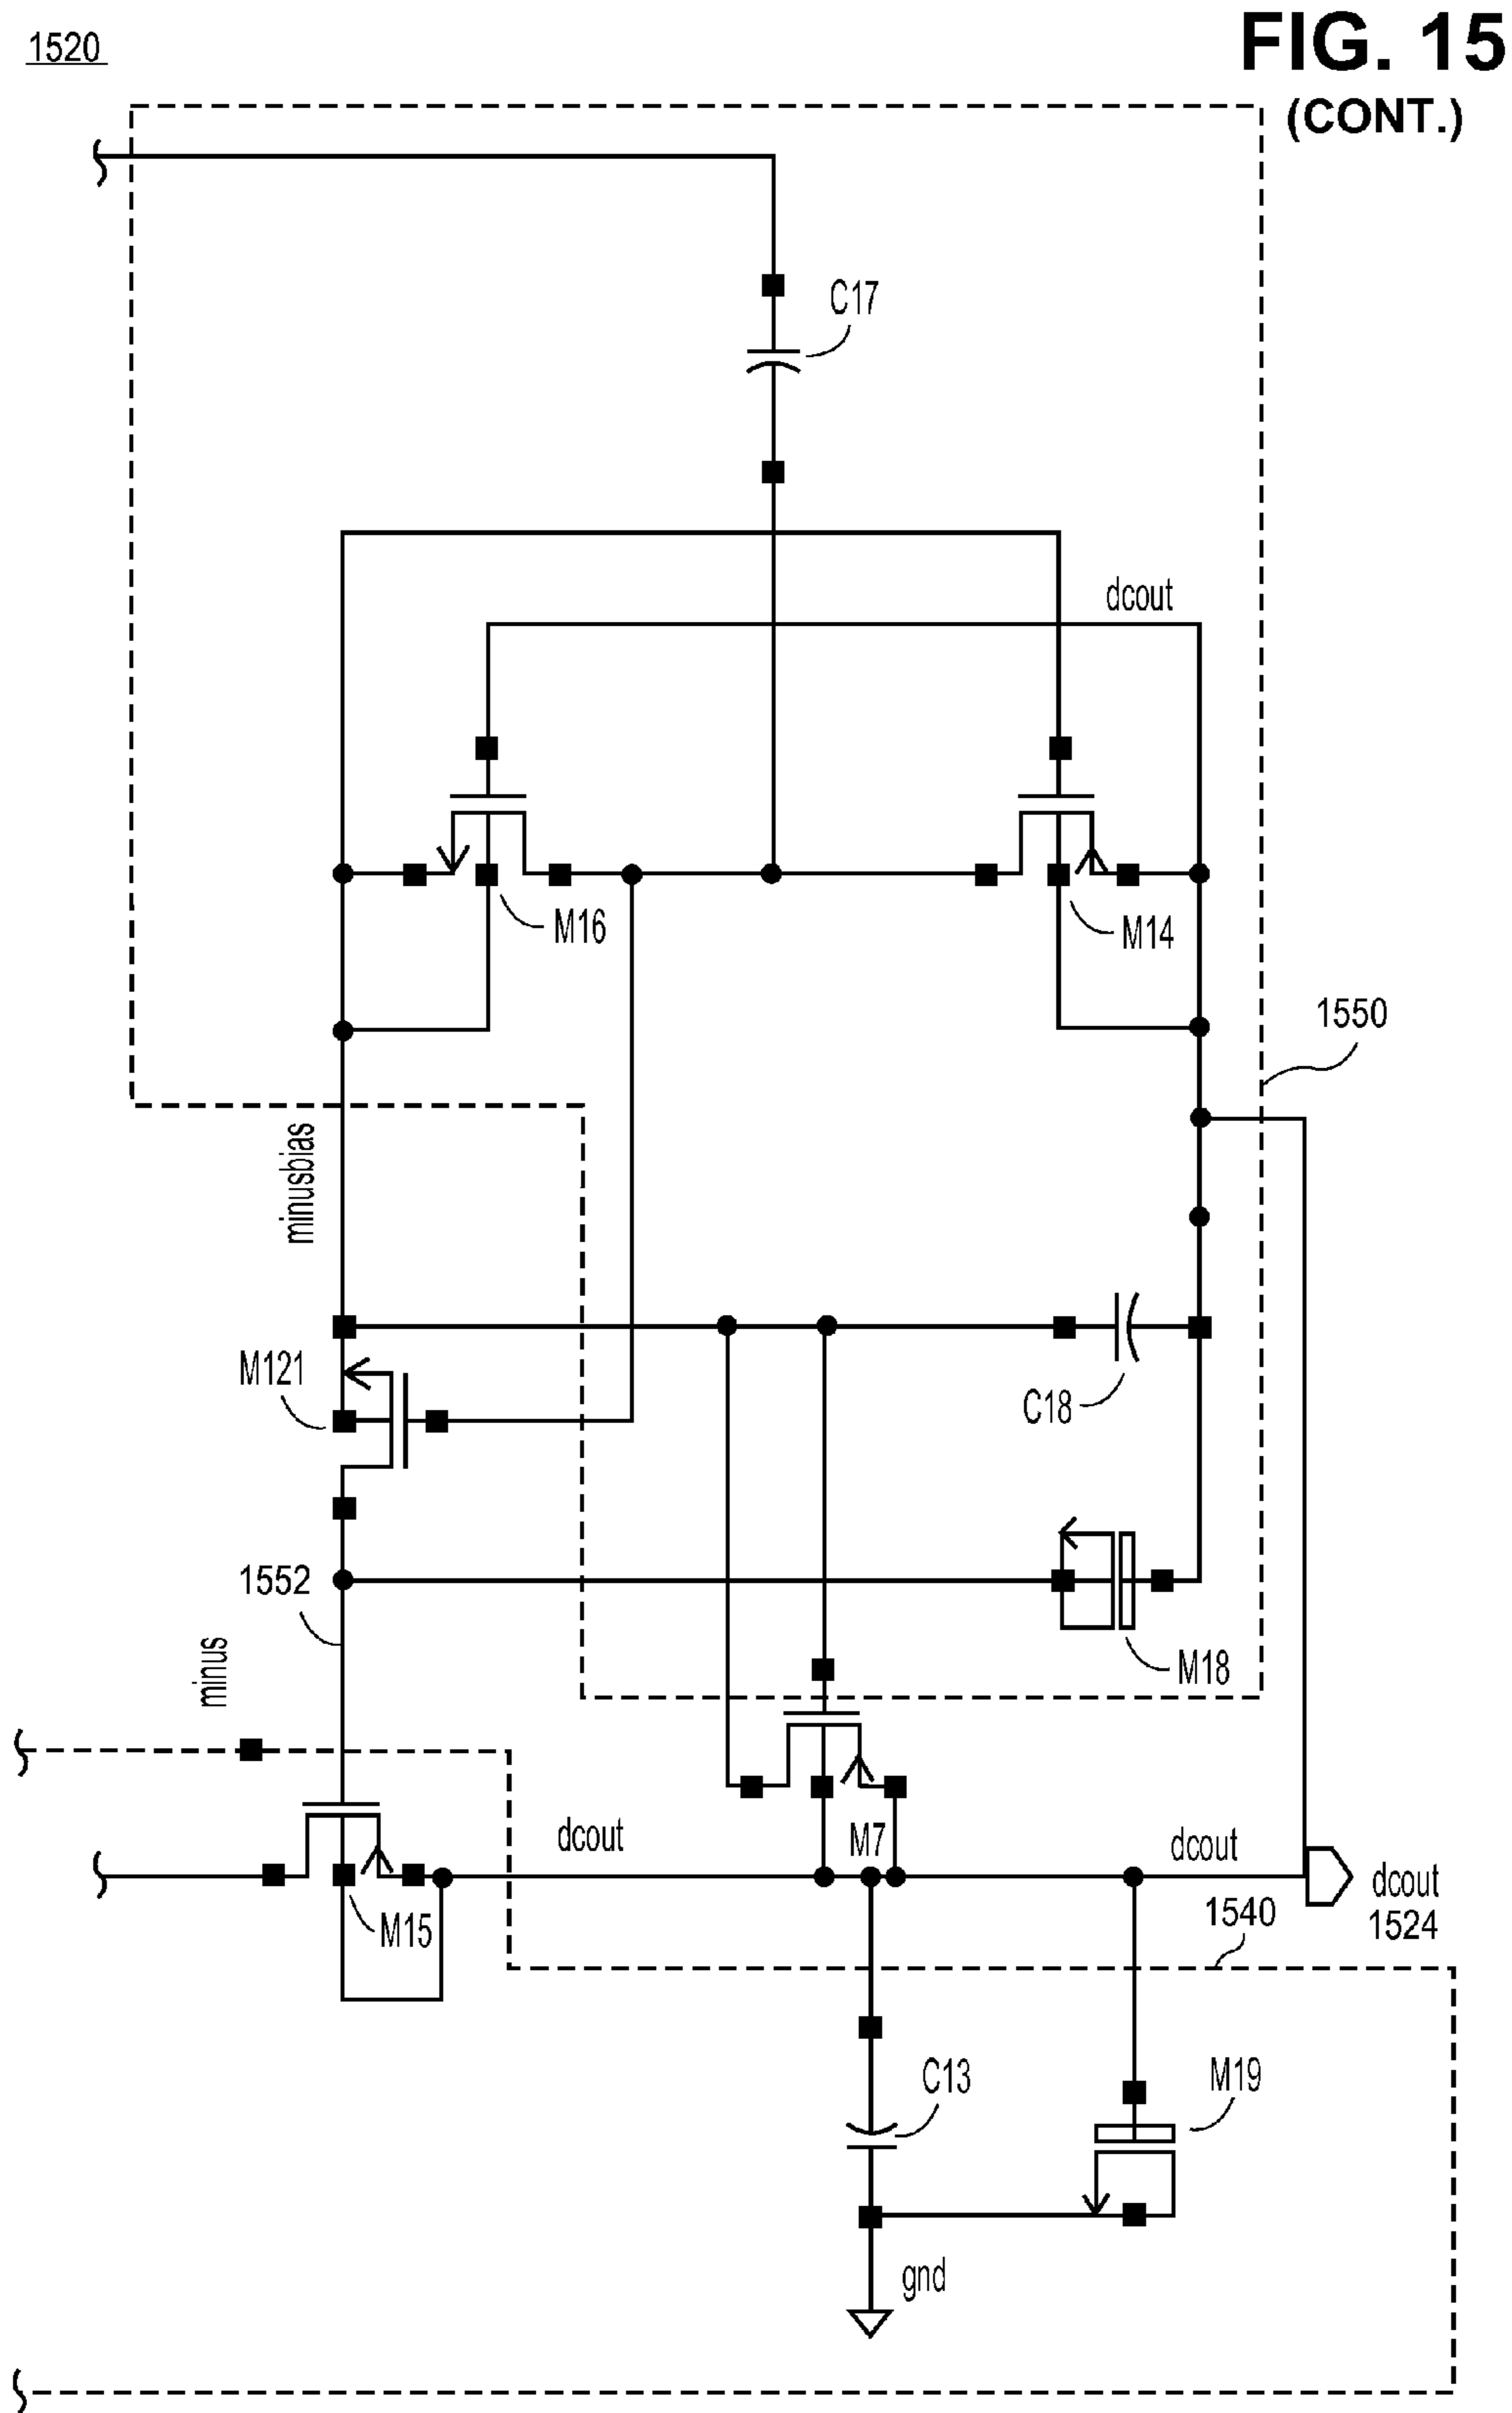 1520
FIG. 15
(CONT.)
C17
dcout
M16
M14
1550
minusbias
M121
C18
1552
minus
M18
dcout
M7
dcout
dcout
1524
M15
1540
C13
M19
gnd